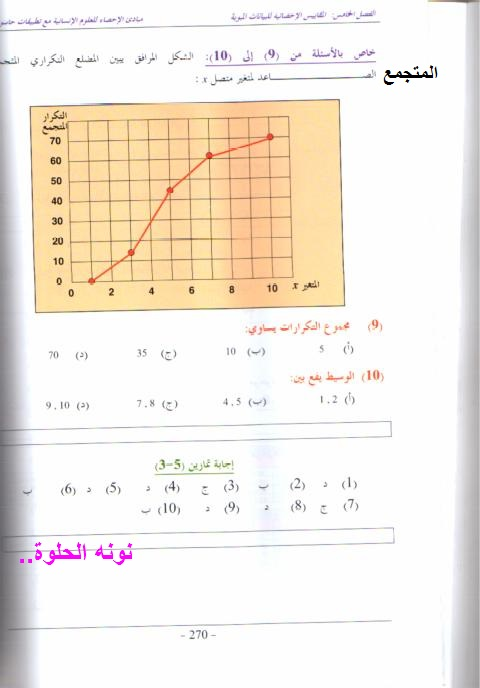 الفصل الخامس: المقاييس الإحصائية للبيانات المبوبة
مبادئ الإحصاء للعلوم الإنسانية مع تطبيقات حاسو
خاص بالأسئلة من (9) إلى (10): الشكل المرافق يبين المضلع التكراري المتج
المتجمع
الصـــــاعد لمتغير متصل x :
التكرار
المتجمع
70
60
50
40
30
20
10
0
0 2 4 6 8 10
المتغير x
(9) مجموع التكرارات يساوي:
(أ) 5 (ب) 10 (ج) 35 (د) 70
(10) الوسيط يقع بين:
(أ) 1 , 2 (ب) 4 , 5 (ج) 7 , 8 (د) 9 , 10
إجابة تمارين (5=3)
(1) د (2) ب (3) ج (4) د (5) د (6) ب
(7) ج (8) د (9) د (10) ب
نونه الحلوة..
- 270 -